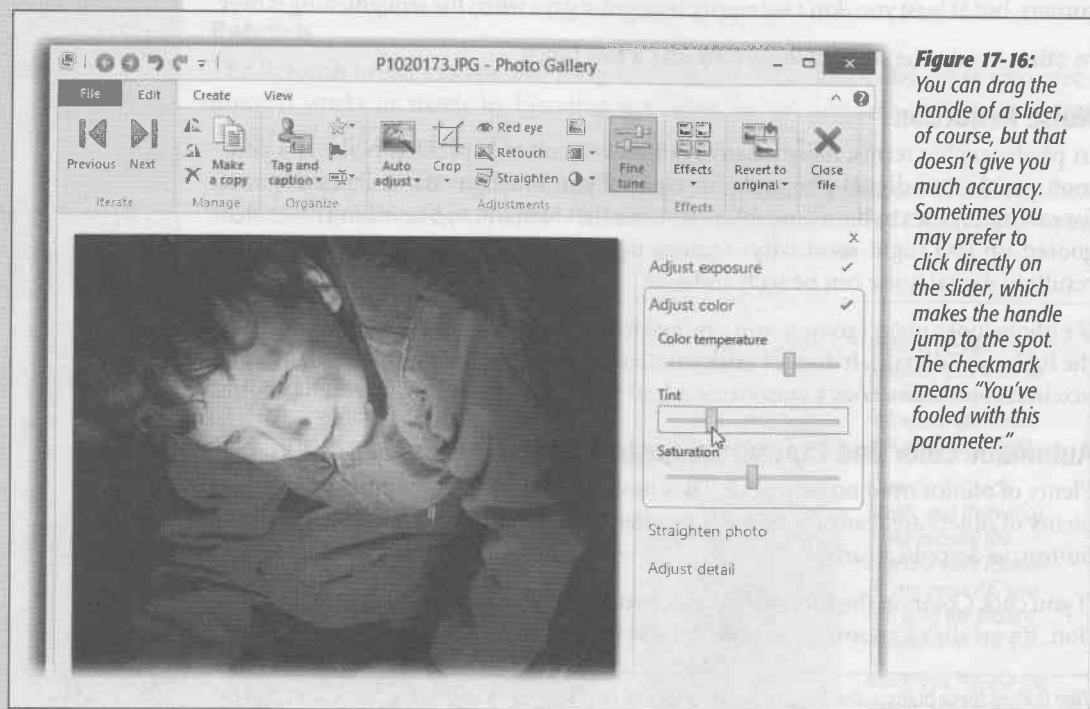 P1020173.JPG - Photo Gallery
File Edit Create View
Previous Next
Make a copy
Tag and caption
Auto adjust
Crop
Red eye
Retouch
Straighten
Fine tune
Effects
Revert to original
Close file
Iterate Manage Organize Adjustments Effects
Adjust exposure
Adjust color
Color temperature
Tint
Saturation
Straighten photo
Adjust detail
Figure 17-16:
You can drag the
handle of a slider,
of course, but that
doesn't give you
much accuracy.
Sometimes you
may prefer to
click directly on
the slider, which
makes the handle
jump to the spot.
The checkmark
means "You've
fooled with this
parameter."